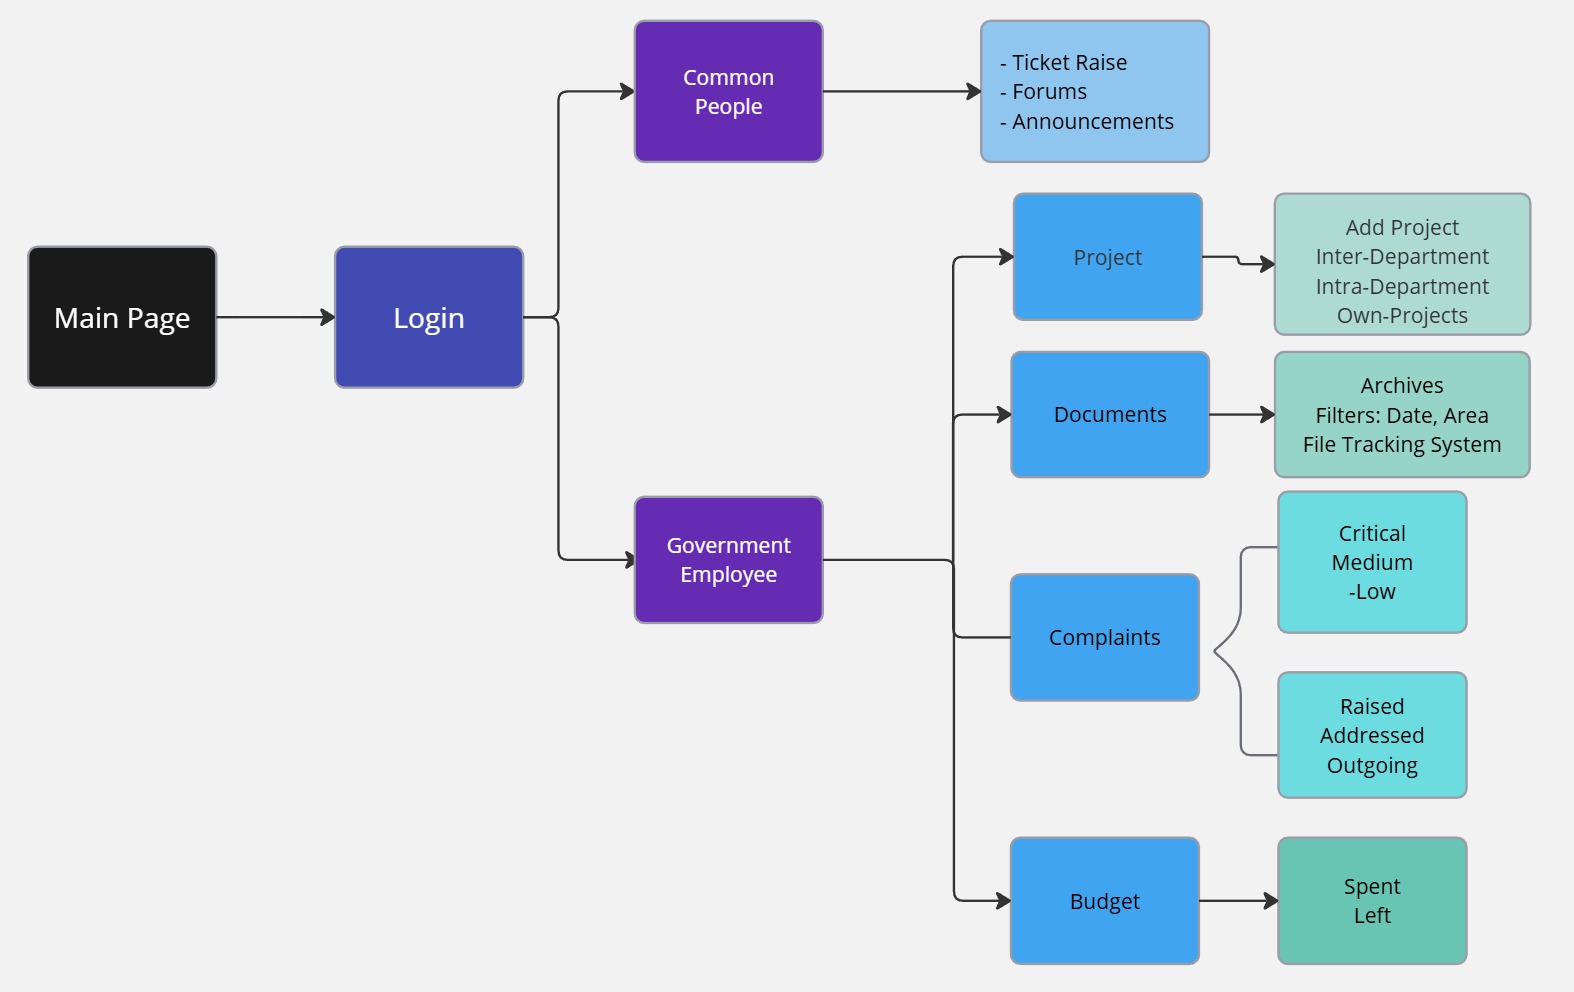 Main Page
Login
Common
People
- Ticket Raise
- Forums
- Announcements
Government
Employee
Project
Add Project
Inter-Department
Intra-Department
Own-Projects
Documents
Archives
Filters: Date, Area
File Tracking System
Complaints
Critical
Medium
-Low
Raised
Addressed
Outgoing
Budget
Spent
Left